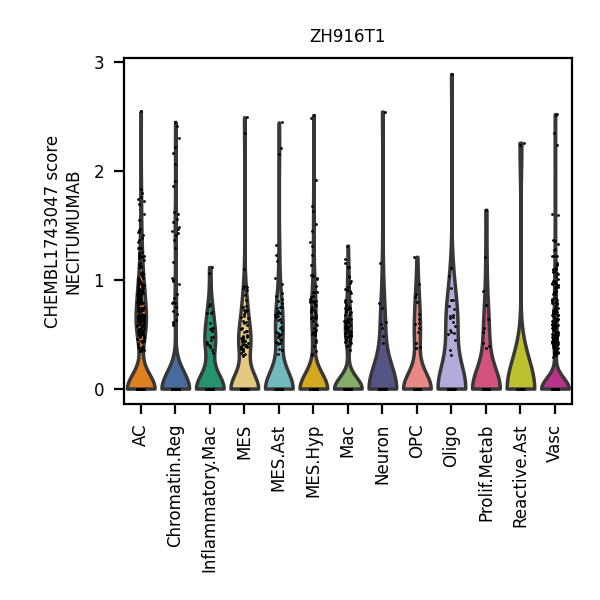 ZH916T1
CHEMBL1743047 score
NECITUMUMAB
3
2
1
0
AC
Chromatin.Reg
Inflammatory.Mac
MES
MES.Ast
MES.Hyp
Mac
Neuron
OPC
Oligo
Prolif.Metab
Reactive.Ast
Vasc